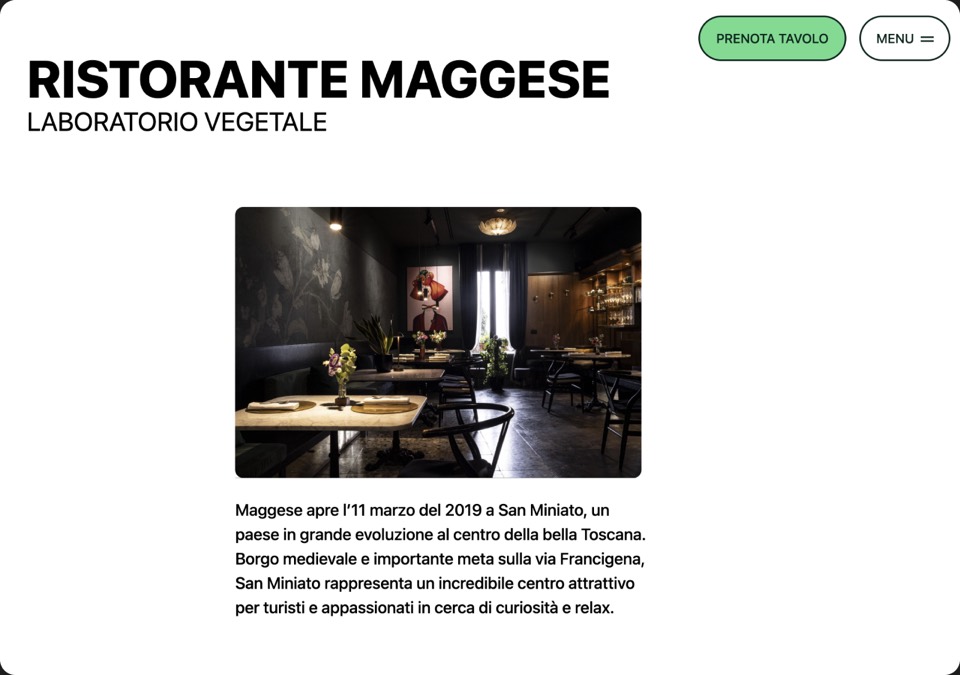 PRENOTA TAVOLO
MENU
RISTORANTE MAGGESE
LABORATORIO VEGETALE
Maggese apre l’11 marzo del 2019 a San Miniato, un
paese in grande evoluzione al centro della bella Toscana.
Borgo medievale e importante meta sulla via Francigena,
San Miniato rappresenta un incredibile centro attrattivo
per turisti e appassionati in cerca di curiosità e relax.